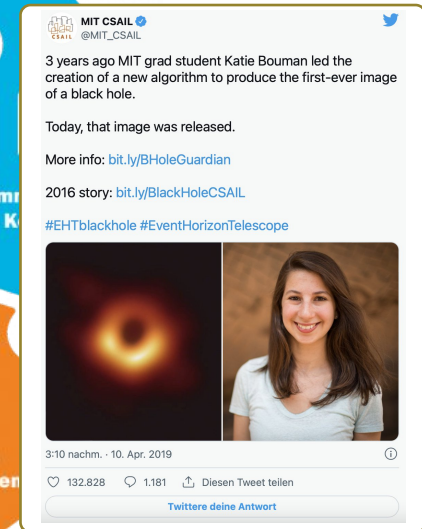 MIT CSAIL
CSAIL
@MIT_CSAIL
3 years ago MIT grad student Katie Bouman led the
creation of a new algorithm to produce the first-ever image
of a black hole.
Today, that image was released.
More info: bit.ly/BHoleGuardian
2016 story: bit.ly/BlackHoleCSAIL
#EHTblackhole #EventHorizonTelescope
3:10 nachm. · 10. Apr. 2019
132.828 1.181 Diesen Tweet teilen
Twittere deine Antwort